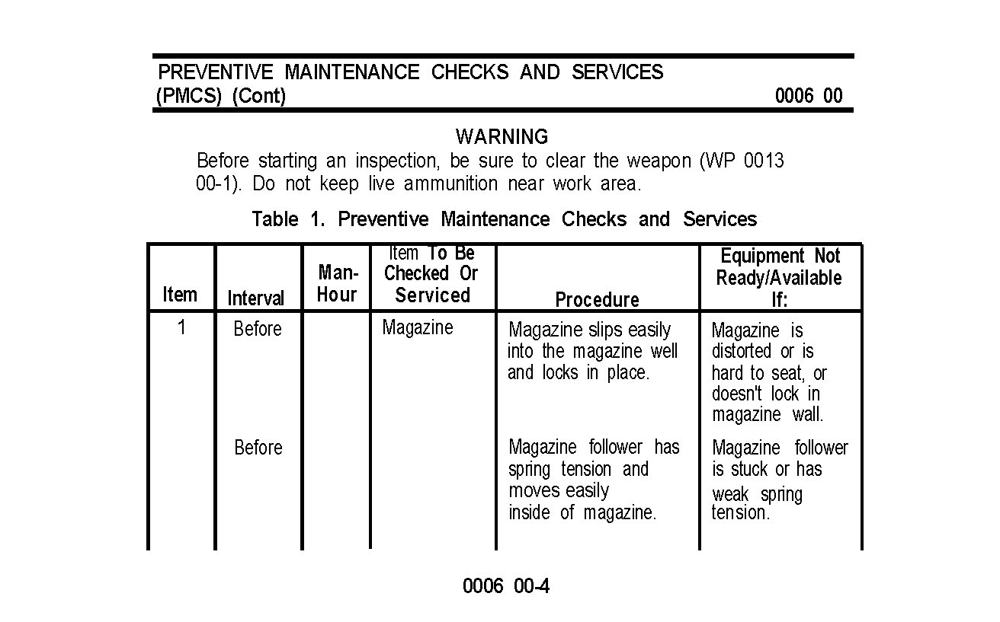 PREVENTIVE MAINTENANCE CHECKS AND SERVICES
(PMCS) (Cont) 0006 00
WARNING
Before starting an inspection, be sure to clear the weapon (WP 0013
00-1). Do not keep live ammunition near work area.
Table 1. Preventive Maintenance Checks and Services
Item
Interval
Man-
Hour
Item To Be
Checked Or
Serviced
Procedure
Equipment Not
Ready/Available
If:
1
Before
Magazine
Magazine slips easily
into the magazine well
and locks in place.
Magazine is
distorted or is
hard to seat, or
doesn't lock in
magazine wall.
Before
Magazine follower has
spring tension and
moves easily
inside of magazine.
Magazine follower
is stuck or has
weak spring
tension.
0006 00-4